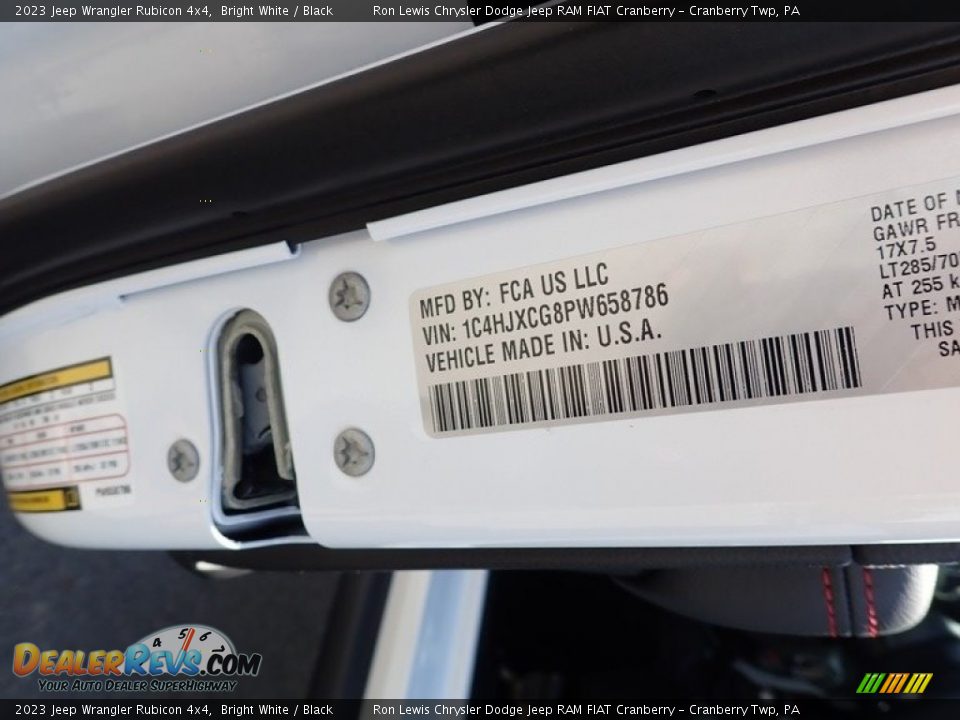 2023 Jeep Wrangler Rubicon 4x4, Bright White / Black Ron Lewis Chrysler Dodge Jeep RAM FIAT Cranberry - Cranberry Twp, PA
MFD BY: FCA US LLC
VIN: 1C4HJXCG8PW658786
VEHICLE MADE IN: U.S.A.
DATE OF
GAWR FR
17X7.5
LT285/70
AT 255 k
TYPE: M
THIS
SA
DEALERREVS.COM
4 5 6
YOUR AUTO DEALER SUPERHIGHWAY
2023 Jeep Wrangler Rubicon 4x4, Bright White / Black Ron Lewis Chrysler Dodge Jeep RAM FIAT Cranberry - Cranberry Twp, PA